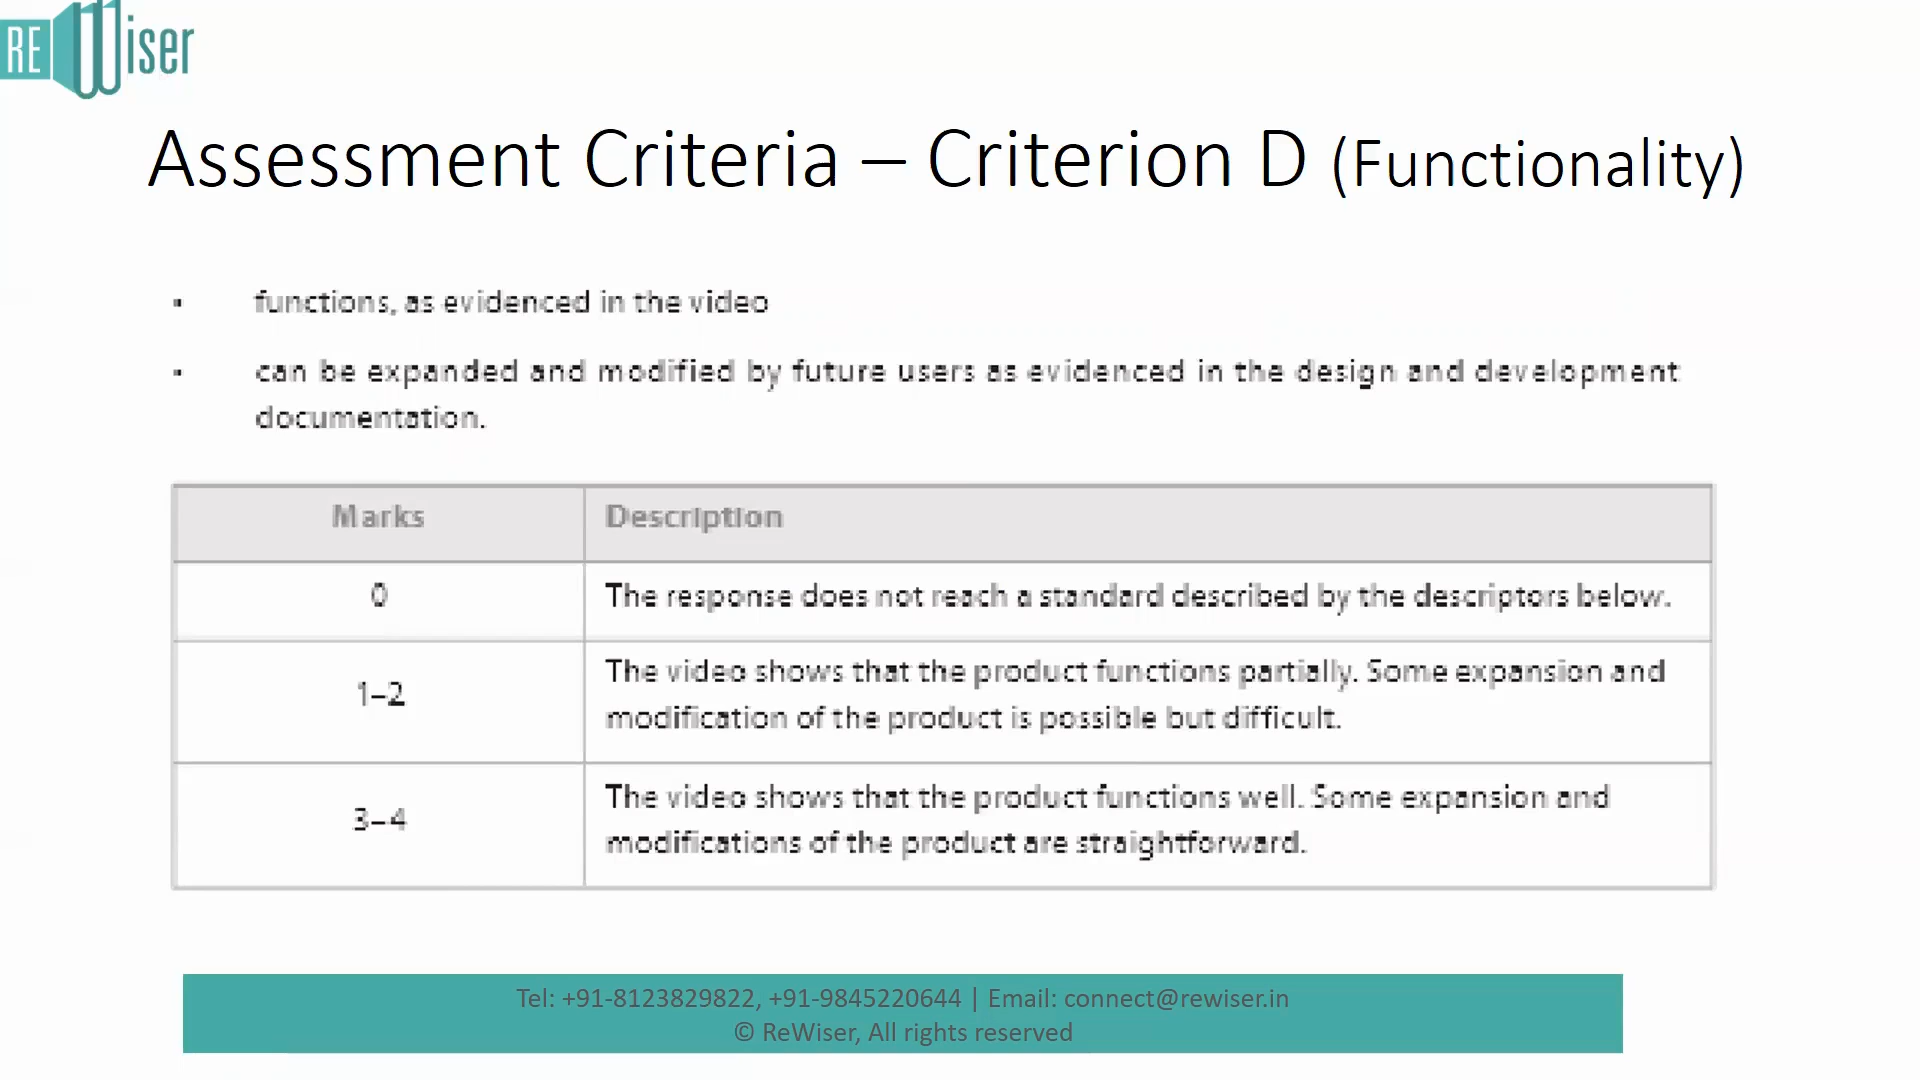 REWiser
Assessment Criteria – Criterion D (Functionality)
▪ functions, as evidenced in the video
▪ can be expanded and modified by future users as evidenced in the design and development
documentation.
Marks Description
0 The response does not reach a standard described by the descriptors below.
1–2 The video shows that the product functions partially. Some expansion and
modification of the product is possible but difficult.
3–4 The video shows that the product functions well. Some expansion and
modifications of the product are straightforward.
Tel: +91-8123829822, +91-9845220644 | Email: connect@rewiser.in
© ReWiser, All rights reserved